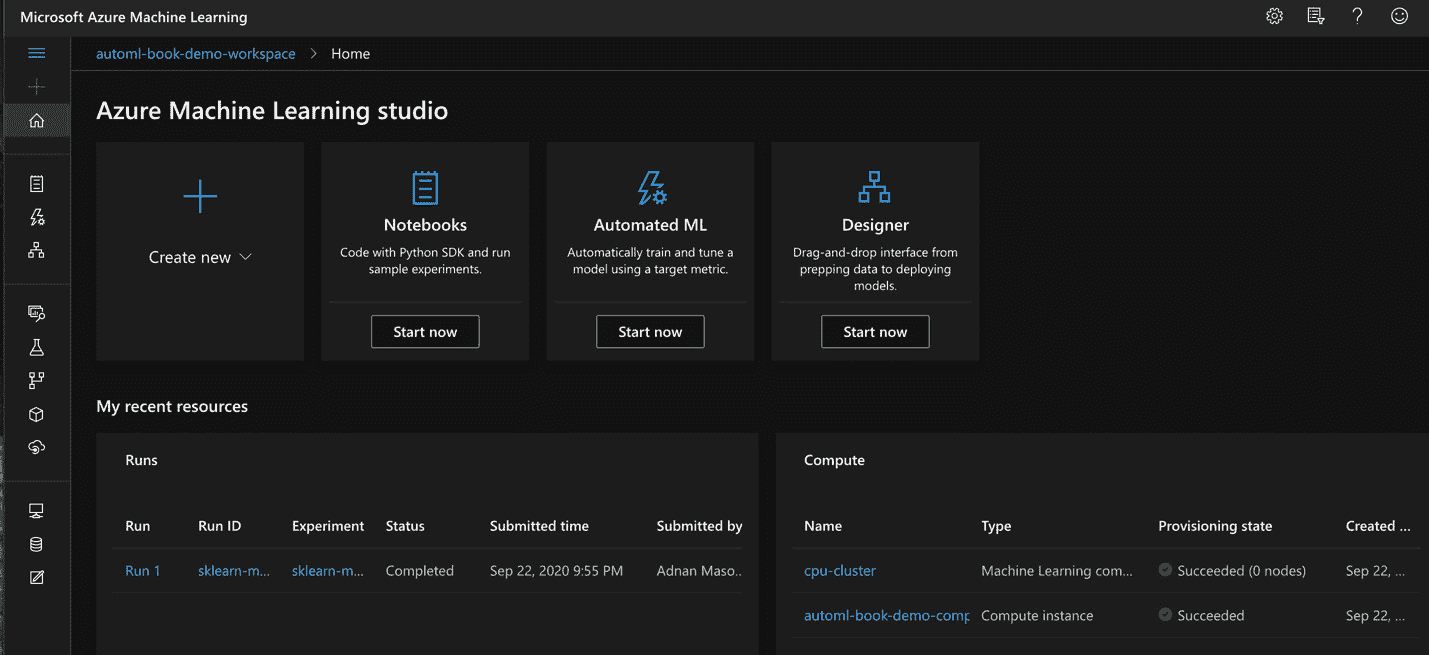 Microsoft Azure Machine Learning
automl-book-demo-workspace > Home
Azure Machine Learning studio
Create new
Notebooks
Code with Python SDK and run
sample experiments.
Start now
Automated ML
Automatically train and tune a
model using a target metric.
Start now
Designer
Drag-and-drop interface from
prepping data to deploying
models.
Start now
My recent resources
Runs
Run Run ID Experiment Status Submitted time Submitted by
Run 1 sklearn-m... sklearn-m... Completed Sep 22, 2020 9:55 PM Adnan Maso..
Compute
Name Type Provisioning state Created ...
cpu-cluster Machine Learning com... Succeeded (0 nodes) Sep 22, ...
automl-book-demo-comp Compute instance Succeeded Sep 22, ...